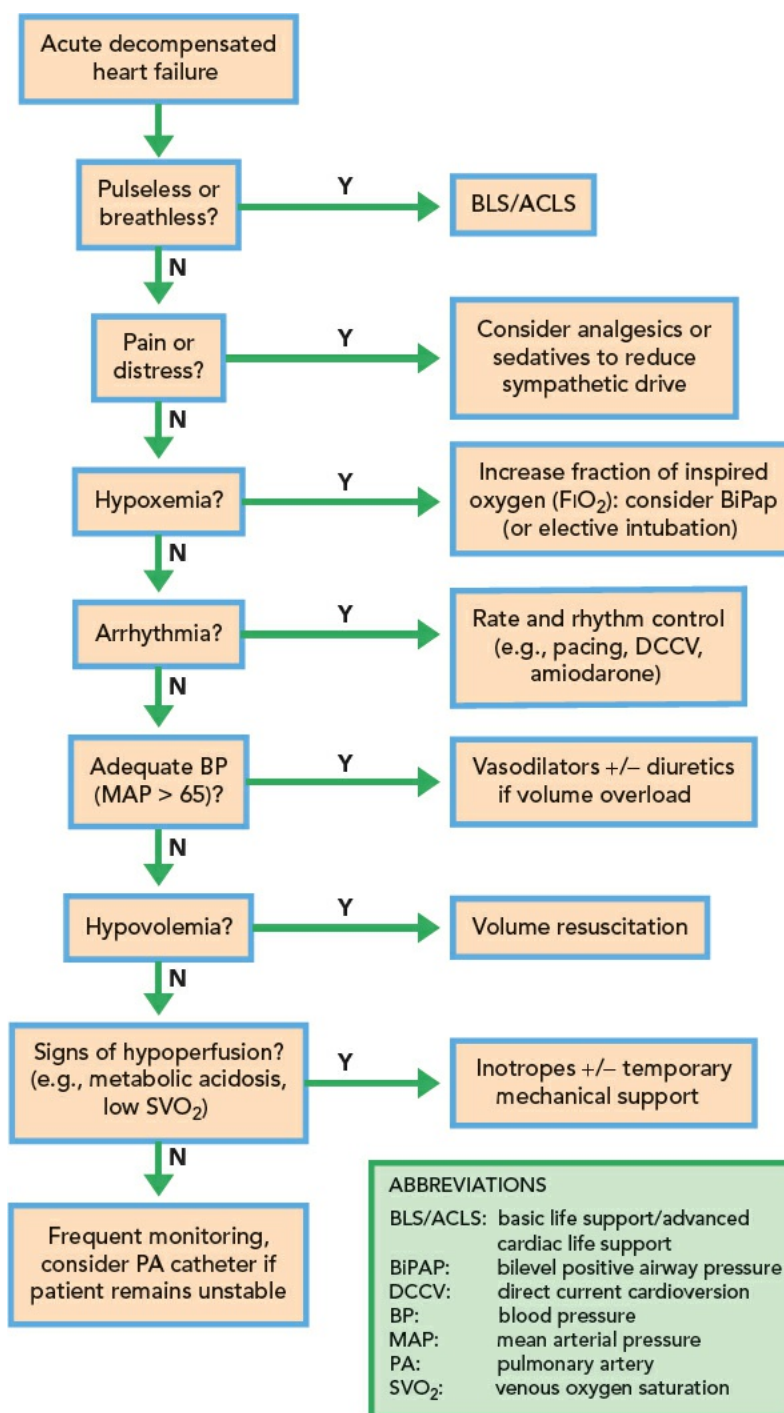 Acute decompensated
heart failure
Pulseless or
breathless?
Y
BLS/ACLS
N
Pain or
distress?
Y
Consider analgesics or
sedatives to reduce
sympathetic drive
N
Hypoxemia?
Y
Increase fraction of inspired
oxygen (FIO₂): consider BiPap
(or elective intubation)
N
Arrhythmia?
Y
Rate and rhythm control
(e.g., pacing, DCCV,
amiodarone)
N
Adequate BP
(MAP > 65)?
Y
Vasodilators +/− diuretics
if volume overload
N
Hypovolemia?
Y
Volume resuscitation
N
Signs of hypoperfusion?
(e.g., metabolic acidosis,
low SVO₂)
Y
Inotropes +/− temporary
mechanical support
N
Frequent monitoring,
consider PA catheter if
patient remains unstable
ABBREVIATIONS
BLS/ACLS: basic life support/advanced
cardiac life support
BiPAP: bilevel positive airway pressure
DCCV: direct current cardioversion
BP: blood pressure
MAP: mean arterial pressure
PA: pulmonary artery
SVO₂: venous oxygen saturation